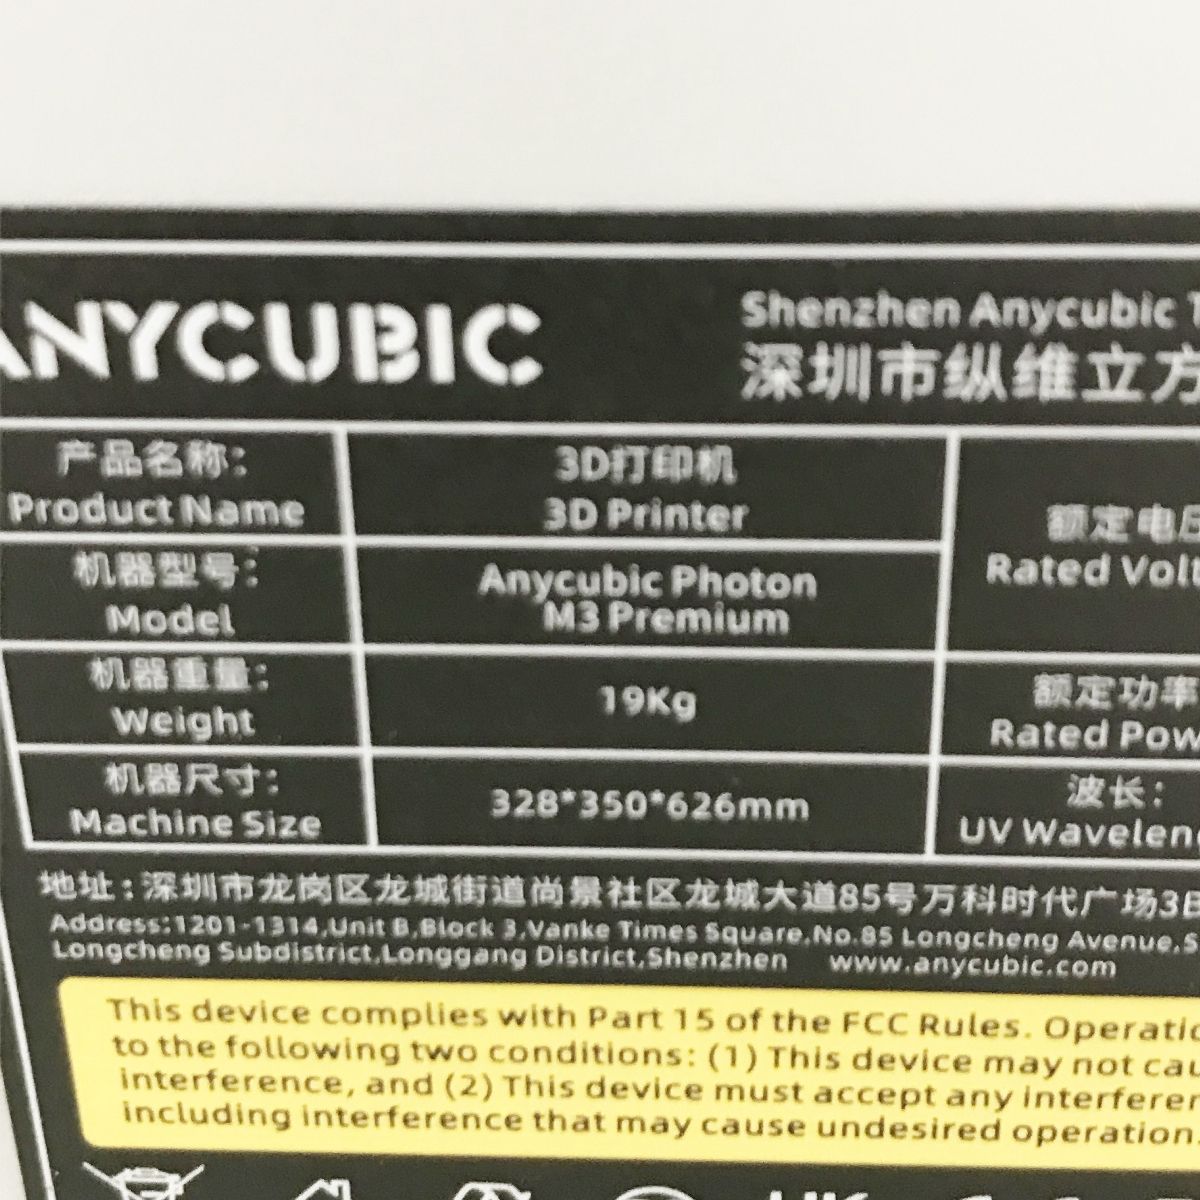 ANYCUBIC
Shenzhen Anycubic
深圳市纵维立方
产品名称：
Product Name
3D打印机
3D Printer
额定电压
Rated Volt
机器型号：
Model
Anycubic Photon
M3 Premium
机器重量：
Weight
19Kg
额定功率
Rated Pow
机器尺寸：
Machine Size
328*350*626mm
波长：
UV Wavelen
地址：深圳市龙岗区龙城街道尚景社区龙城大道85号万科时代广场3
Address:1201-1314,Unit B,Block 3,Vanke Times Square,No.85 Longcheng Avenue,S
Longcheng Subdistrict,Longgang District,Shenzhen www.anycubic.com
This device complies with Part 15 of the FCC Rules. Operatio
to the following two conditions: (1) This device may not cau
interference, and (2) This device must accept any interferen
including interference that may cause undesired operation.